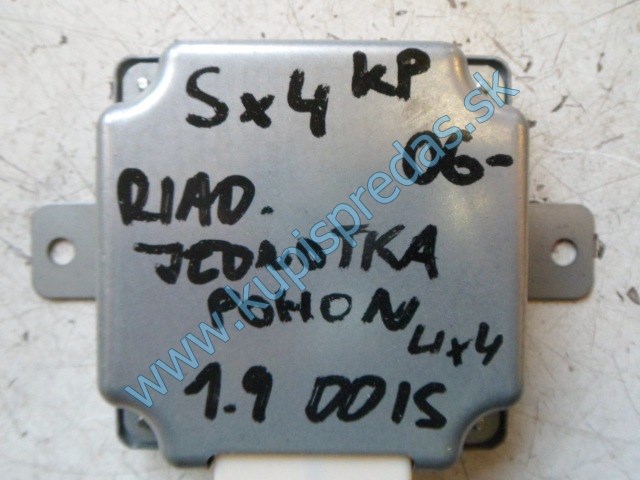 Sx4 KP
06-
RIAD.
JEDNOTKA
POHON
4x4
1.9 DDIS
www.kupispredas.sk